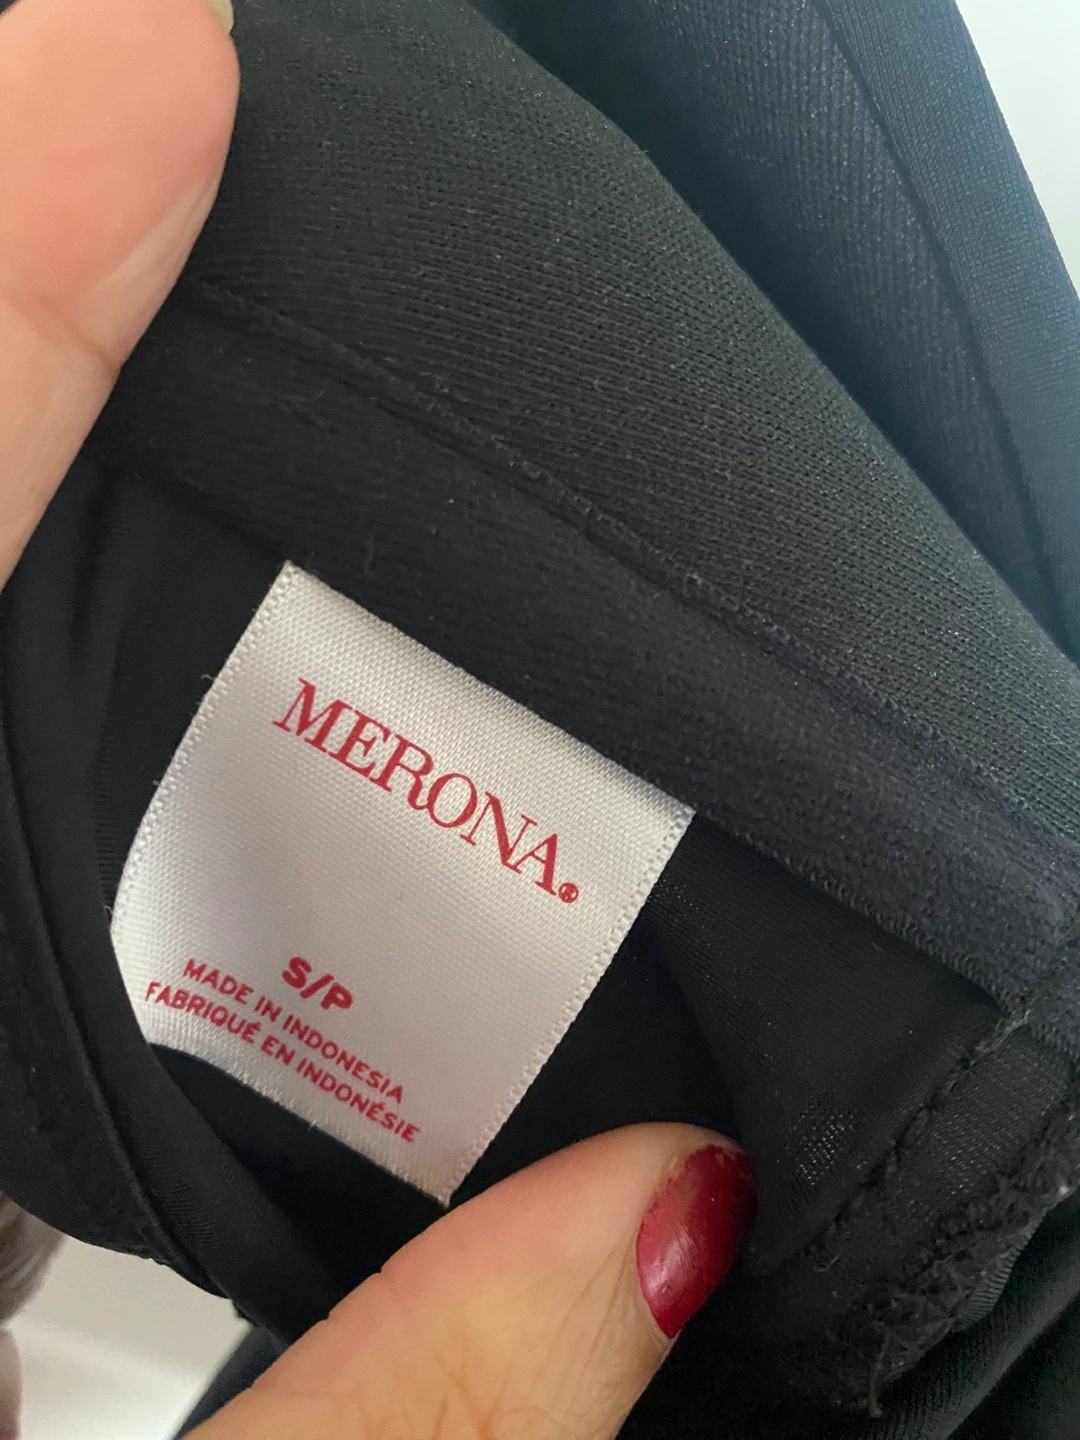 MERONA®
S/P
MADE IN INDONESIA
FABRIQUÉ EN INDONÉSIE